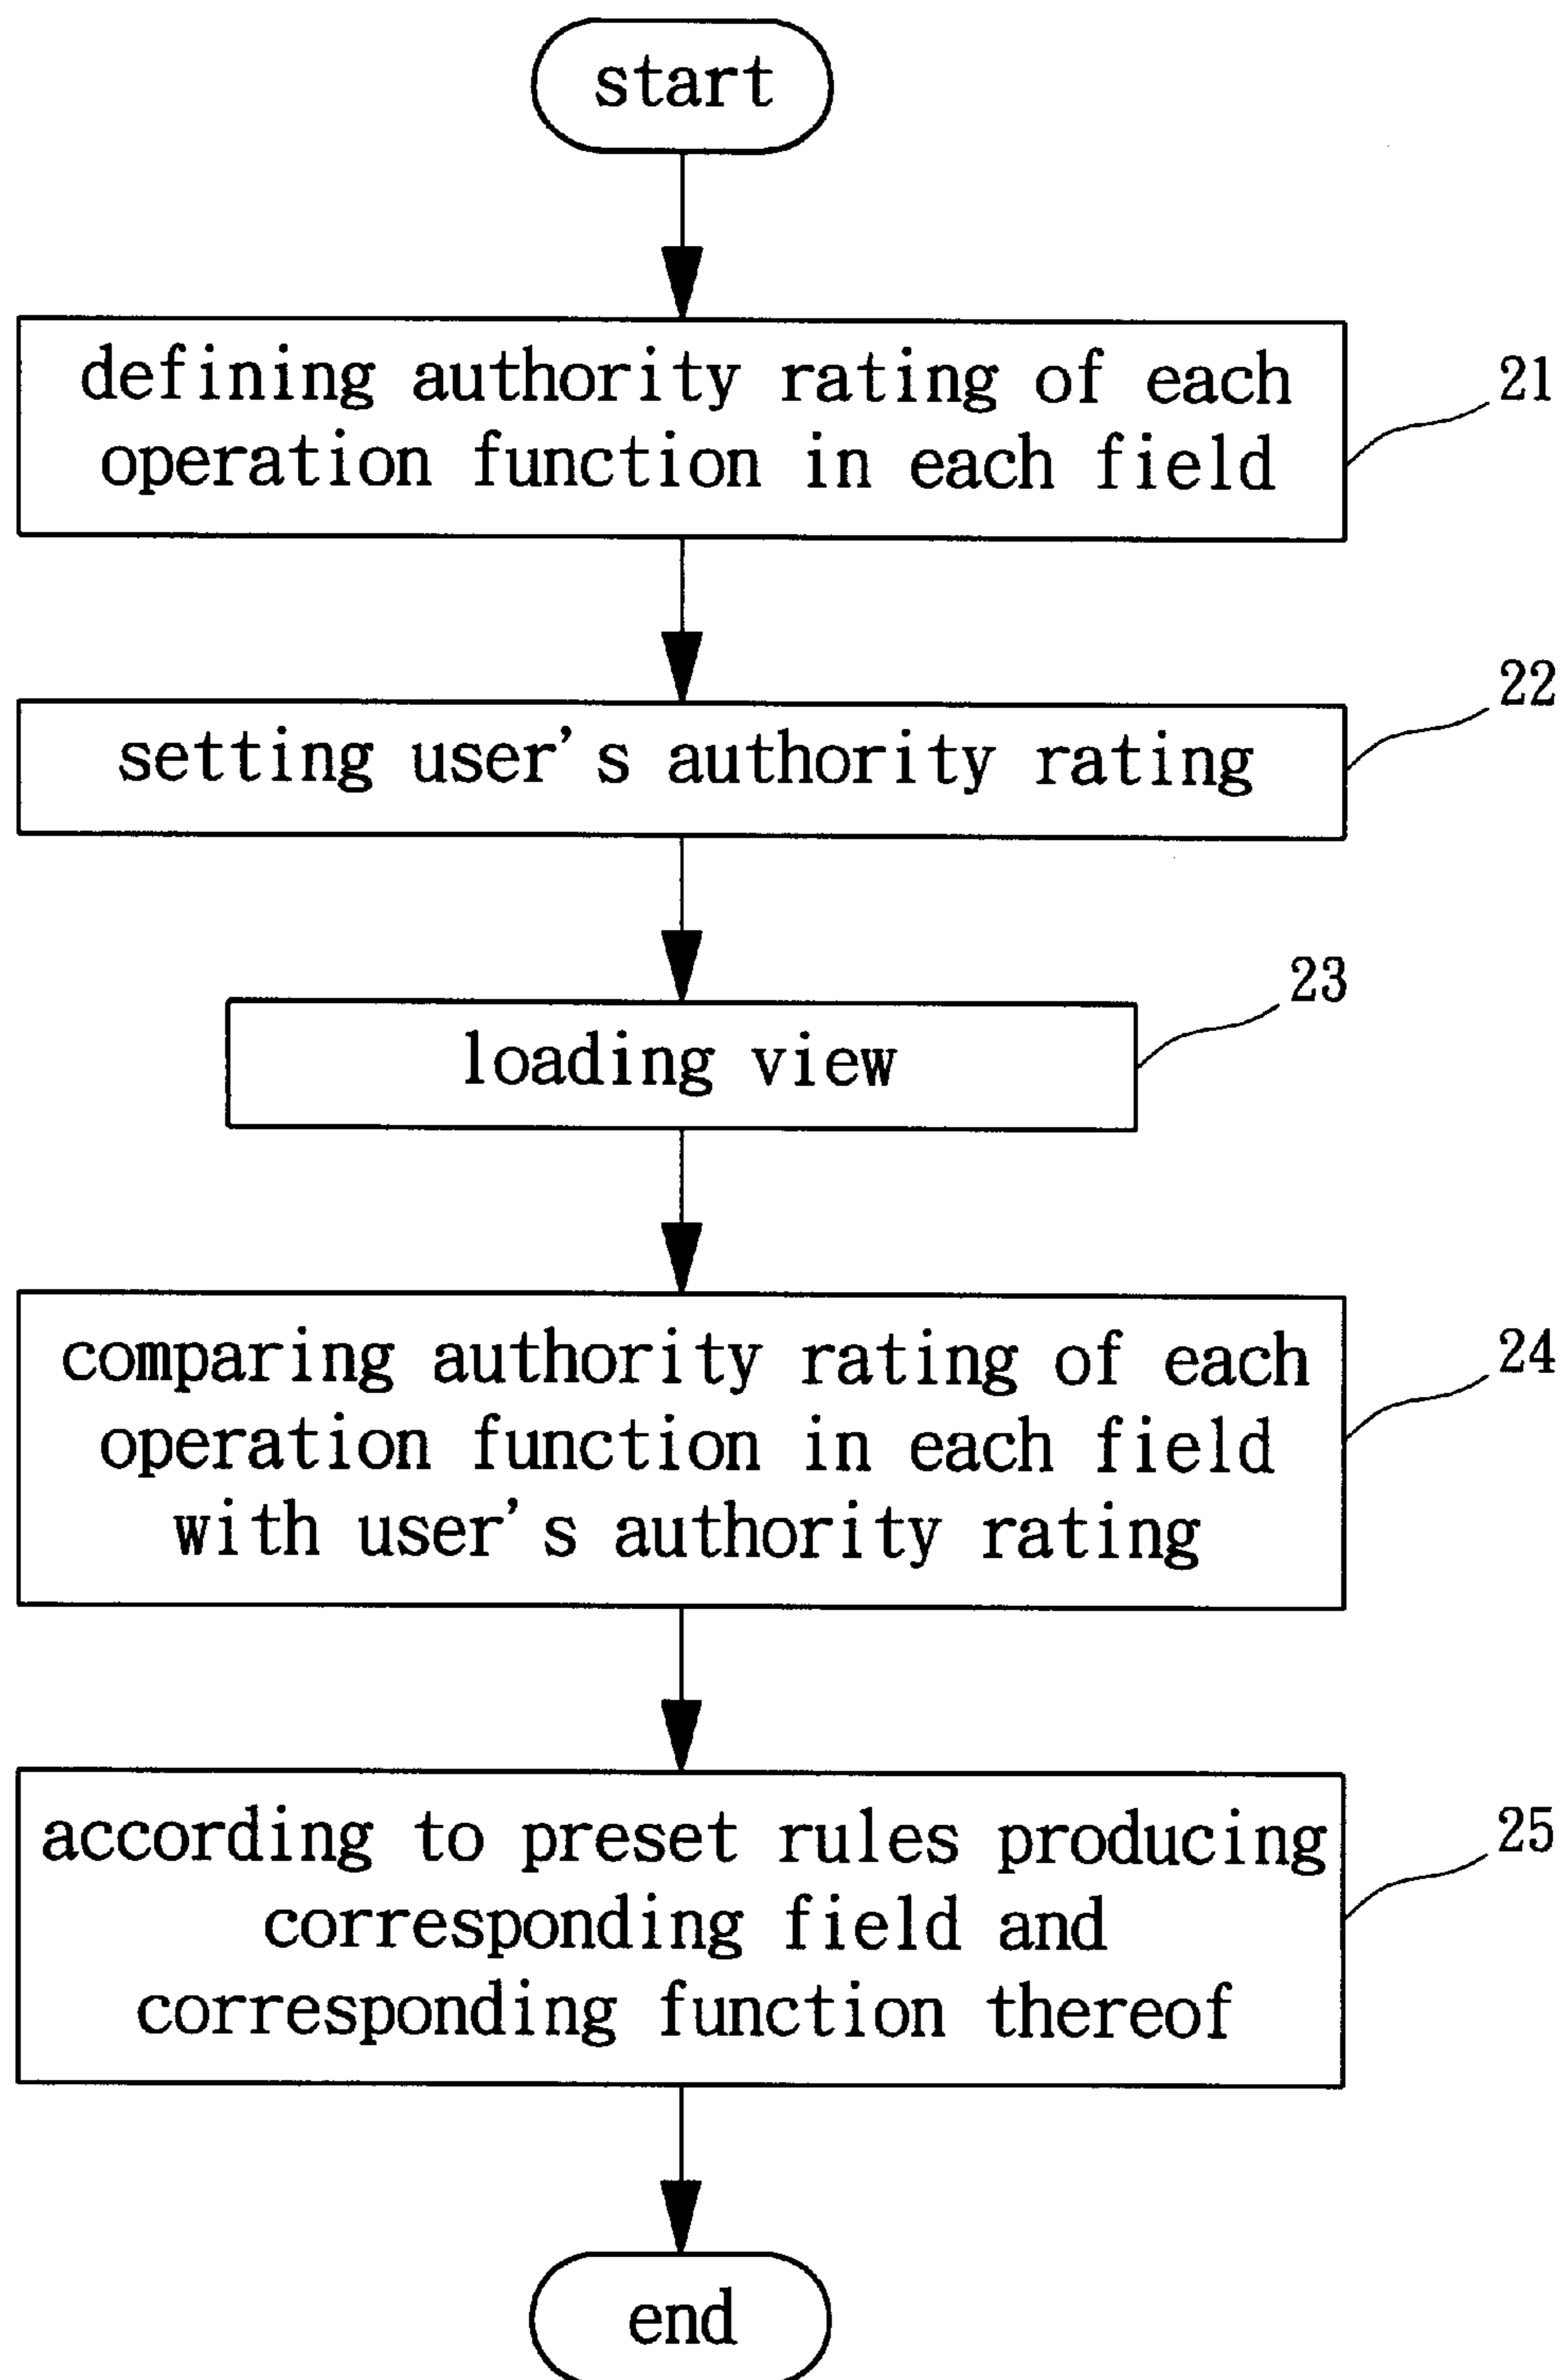 start
defining authority rating of each
operation function in each field
21
setting user's authority rating
22
loading view
23
comparing authority rating of each
operation function in each field
with user's authority rating
24
according to preset rules producing
corresponding field and
corresponding function thereof
25
end